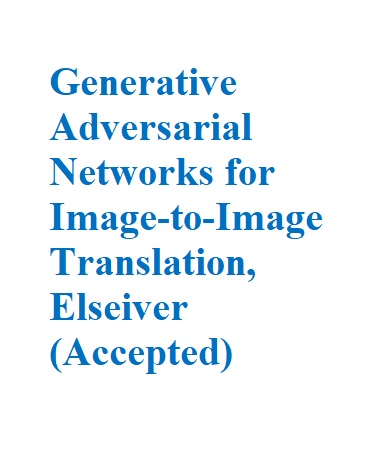 Generative
Adversarial
Networks for
Image-to-Image
Translation,
Elseiver
(Accepted)